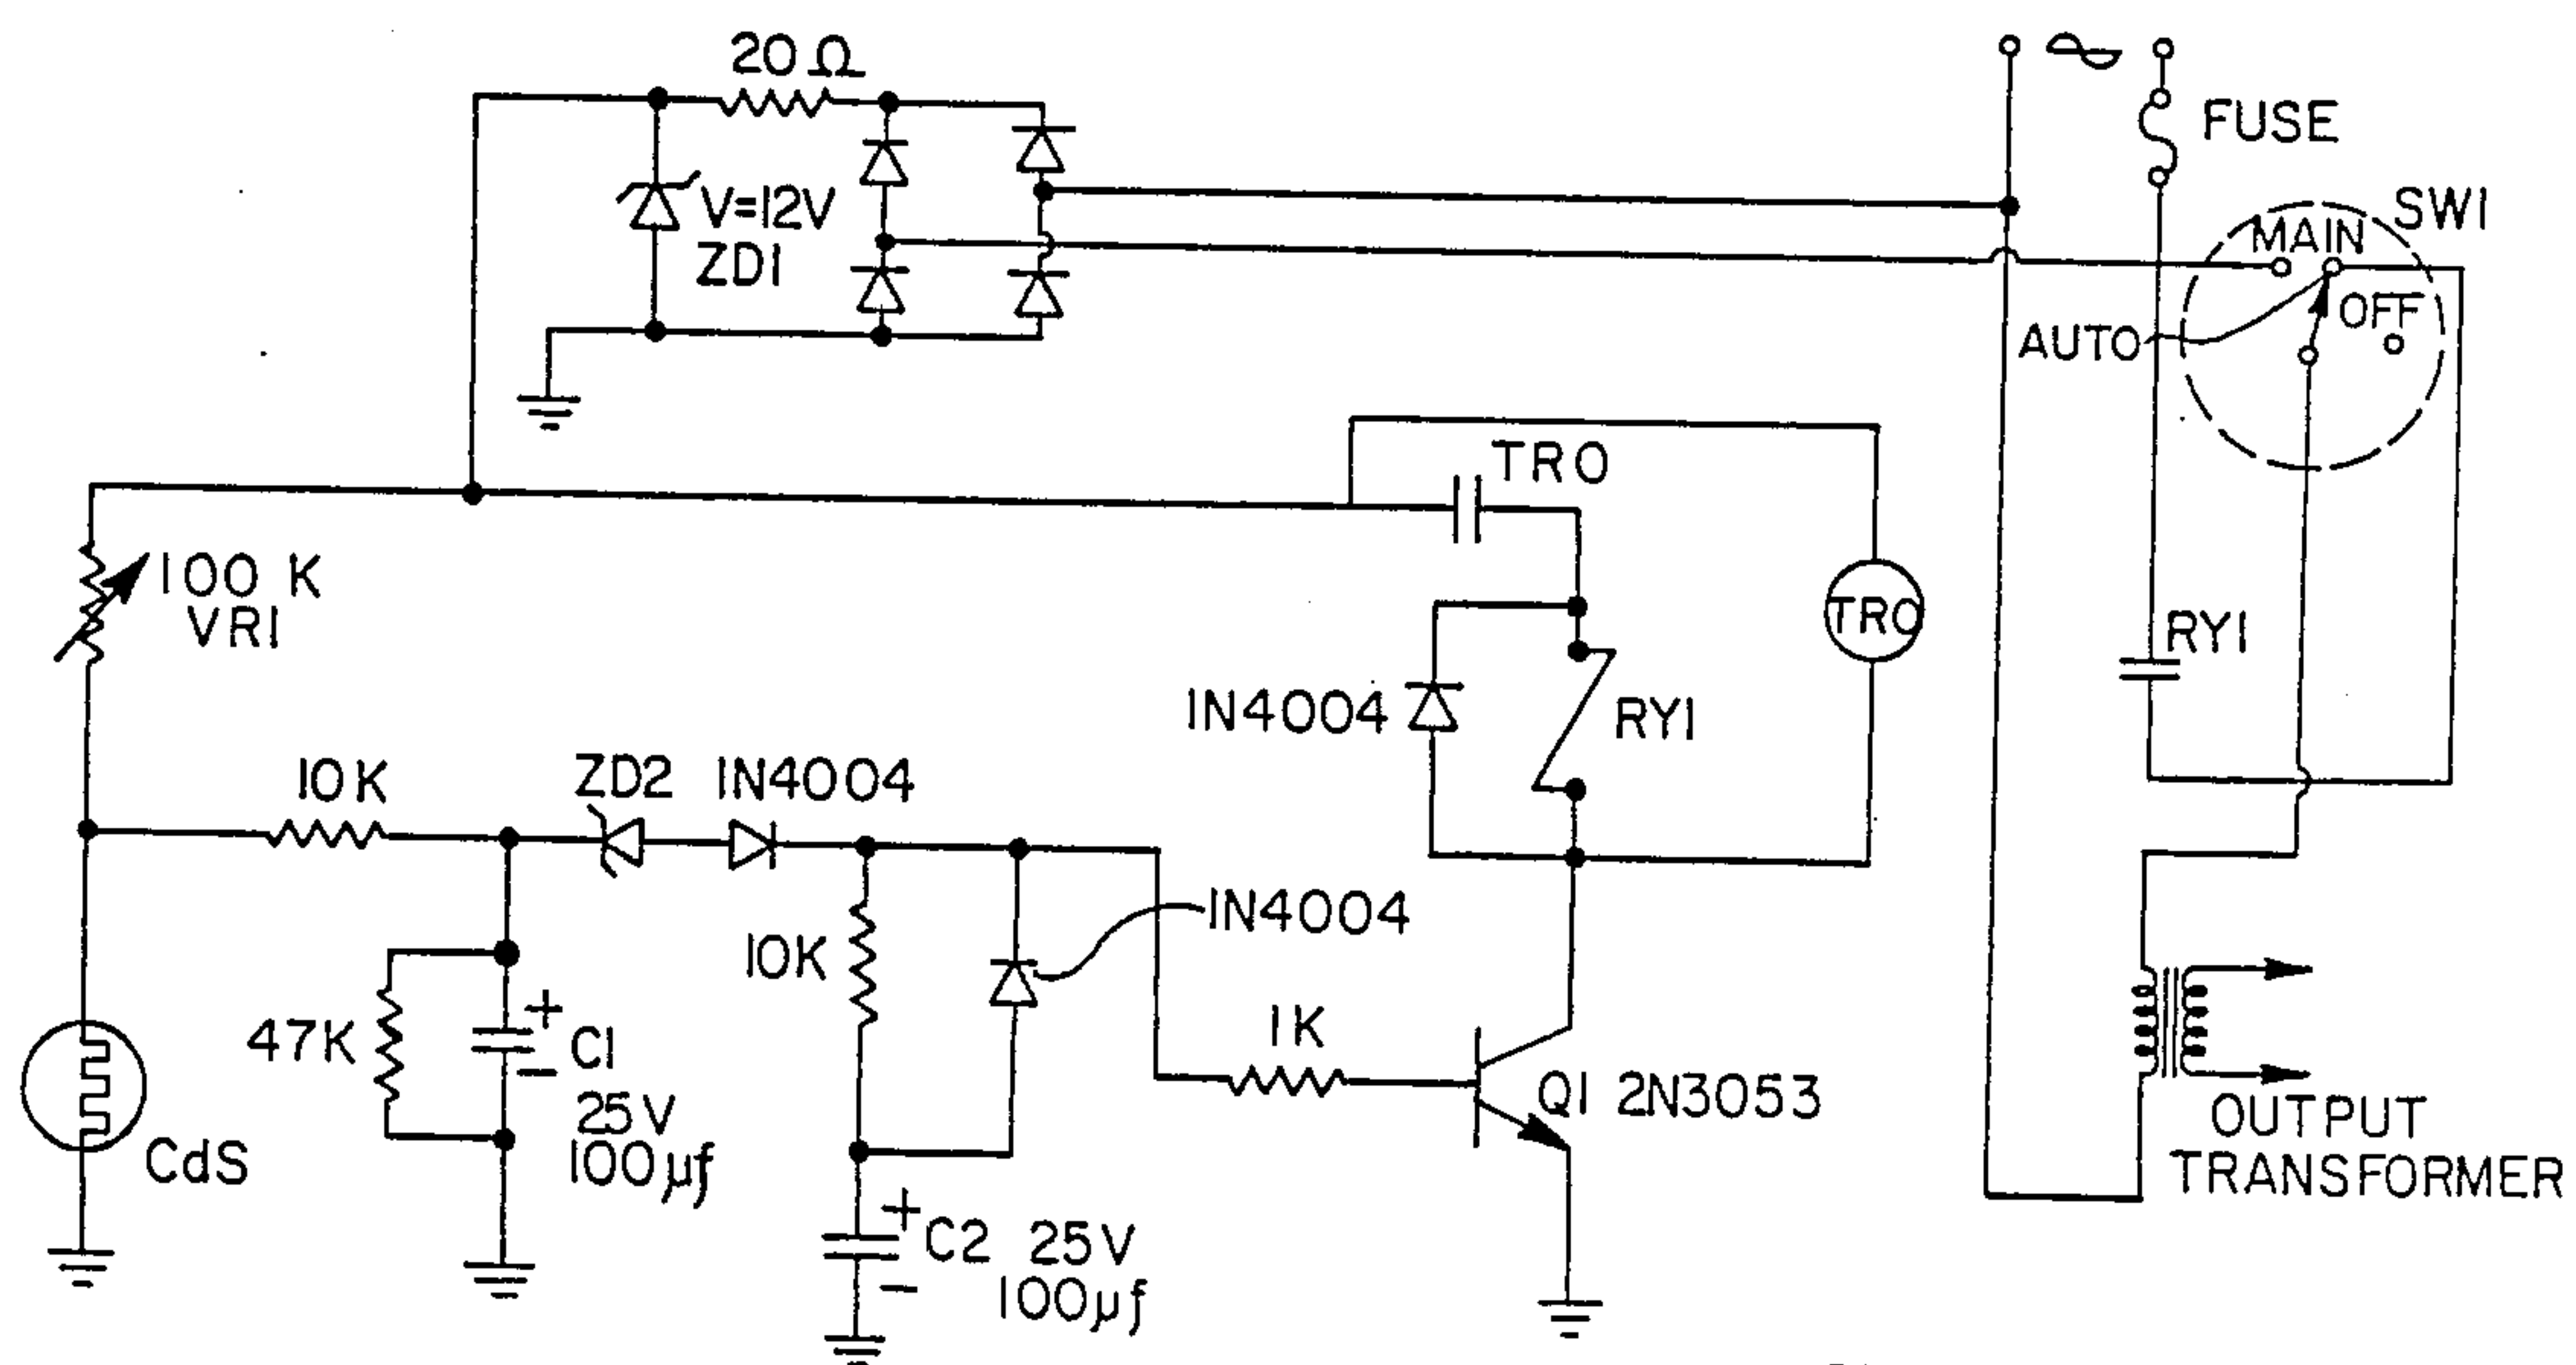 20 Ω
FUSE
V=12V
ZD1
SW1
MAIN
OFF
AUTO
TRO
100 K
VR1
TRO
RY1
1N4004
RY1
10K
ZD2
1N4004
1N4004
10K
47K
C1
25V
100μf
1K
Q1 2N3053
CdS
C2 25V
100μf
OUTPUT
TRANSFORMER